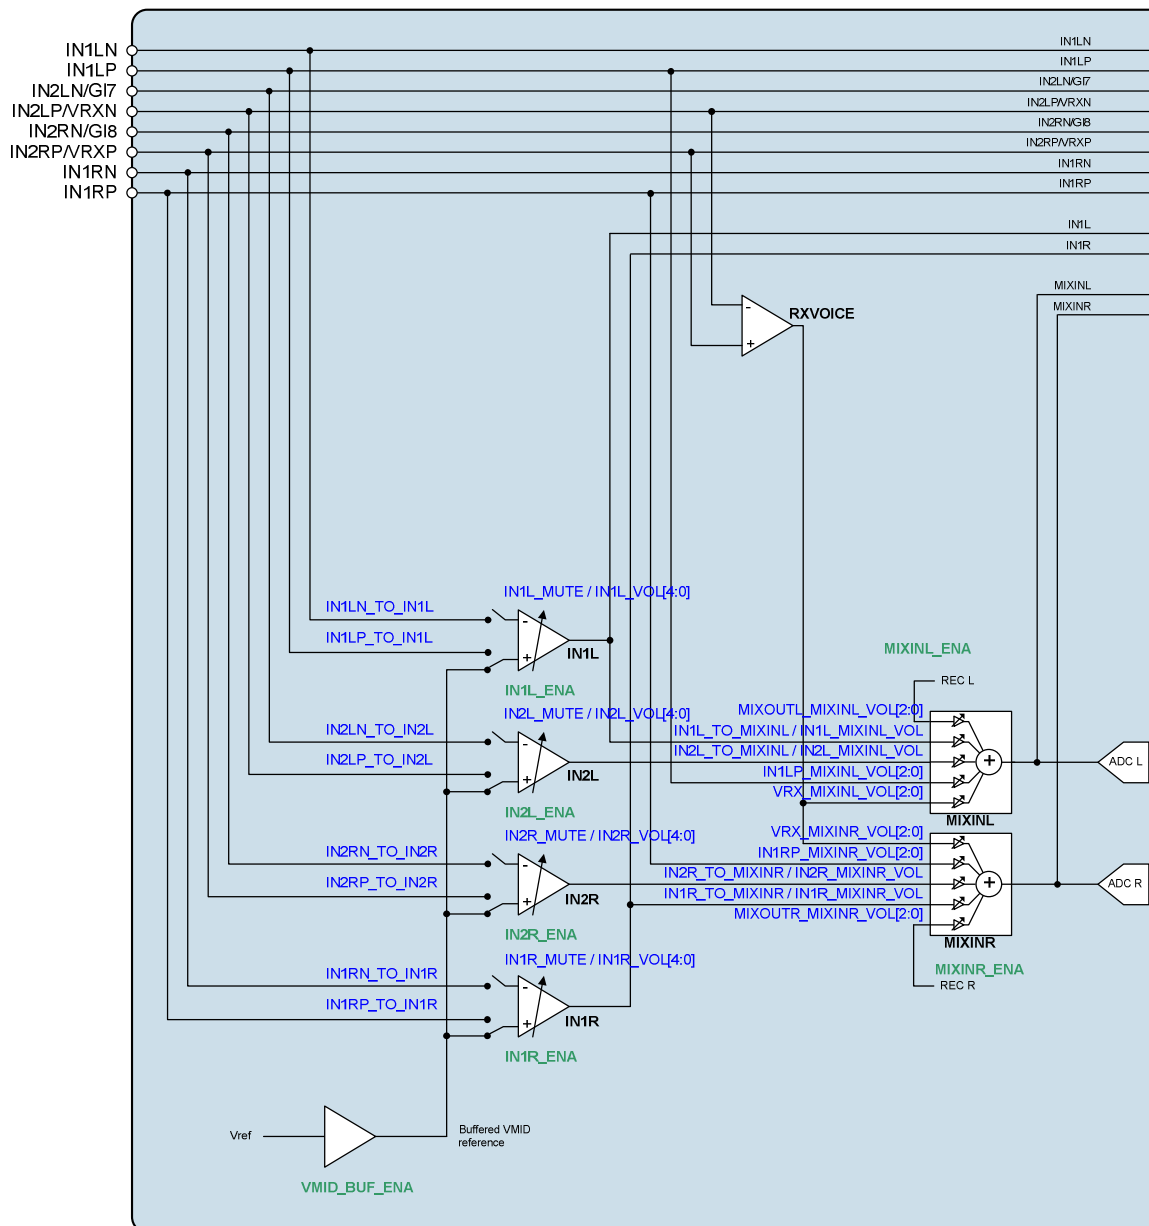 IN1LN
IN1LP
IN2LN/GI7
IN2LP/VRXN
IN2RN/GI8
IN2RP/VRXP
IN1RN
IN1RP
IN1LN
IN1LP
IN2LN/GI7
IN2LP/VRXN
IN2RN/GI8
IN2RP/VRXP
IN1RN
IN1RP
IN1L
IN1R
MIXINL
MIXINR
-
+
RXVOICE
IN1L_MUTE / IN1L_VOL[4:0]
IN1LN_TO_IN1L
IN1LP_TO_IN1L
-
+
IN1L
IN1L_ENA
IN2L_MUTE / IN2L_VOL[4:0]
IN2LN_TO_IN2L
IN2LP_TO_IN2L
-
+
IN2L
IN2L_ENA
IN2R_MUTE / IN2R_VOL[4:0]
IN2RN_TO_IN2R
IN2RP_TO_IN2R
-
+
IN2R
IN2R_ENA
IN1R_MUTE / IN1R_VOL[4:0]
IN1RN_TO_IN1R
IN1RP_TO_IN1R
-
+
IN1R
IN1R_ENA
MIXINL_ENA
REC L
MIXOUTL_MIXINL_VOL[2:0]
IN1L_TO_MIXINL / IN1L_MIXINL_VOL
IN2L_TO_MIXINL / IN2L_MIXINL_VOL
IN1LP_MIXINL_VOL[2:0]
VRX_MIXINL_VOL[2:0]
+
MIXINL
ADC L
VRX_MIXINR_VOL[2:0]
IN1RP_MIXINR_VOL[2:0]
IN2R_TO_MIXINR / IN2R_MIXINR_VOL
IN1R_TO_MIXINR / IN1R_MIXINR_VOL
MIXOUTR_MIXINR_VOL[2:0]
+
MIXINR
ADC R
MIXINR_ENA
REC R
Vref
Buffered VMID
reference
VMID_BUF_ENA